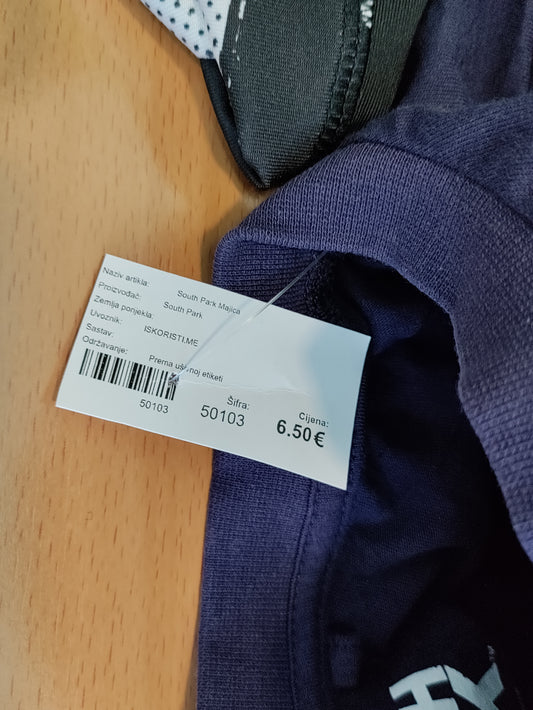 Naziv artikla: South Park Majica
Proizvođač: South Park
Zemlja porijekla:
Uvoznik: ISKORISTI.ME
Sastav:
Održavanje: Prema ušivenoj etiketi
50103
Šifra:
50103
Cijena:
6.50€